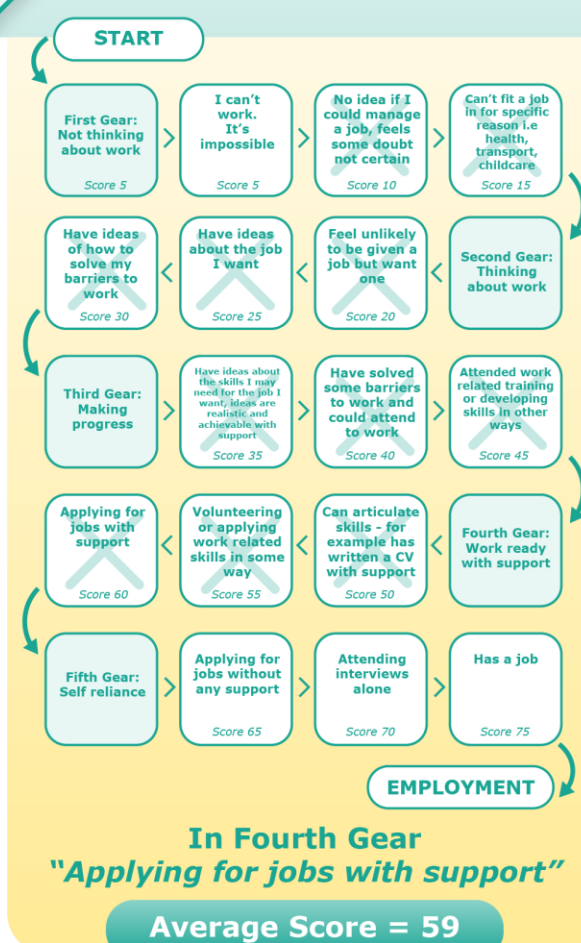 START
First Gear:
Not thinking
about work
Score 5
I can't
work.
It's
impossible
Score 5
No idea if I
could manage
a job, feels
some doubt
not certain
Score 10
Can't fit a job
in for specific
reason i.e
health,
transport,
childcare
Score 15
Second Gear:
Thinking
about work
Feel unlikely
to be given a
job but want
one
Score 20
Have ideas
about the job
I want
Score 25
Have ideas
of how to
solve my
barriers to
work
Score 30
Third Gear:
Making
progress
Have ideas about
the skills I may
need for the job I
want, ideas are
realistic and
achievable with
support
Score 35
Have solved
some barriers
to work and
could attend
to work
Score 40
Attended work
related training
or developing
skills in other
ways
Score 45
Fourth Gear:
Work ready
with support
Can articulate
skills - for
example has
written a CV
with support
Score 50
Volunteering
or applying
work related
skills in some
way
Score 55
Applying for
jobs with
support
Score 60
Fifth Gear:
Self reliance
Applying for
jobs without
any support
Score 65
Attending
interviews
alone
Score 70
Has a job
Score 75
EMPLOYMENT
In Fourth Gear
“Applying for jobs with support”
Average Score = 59